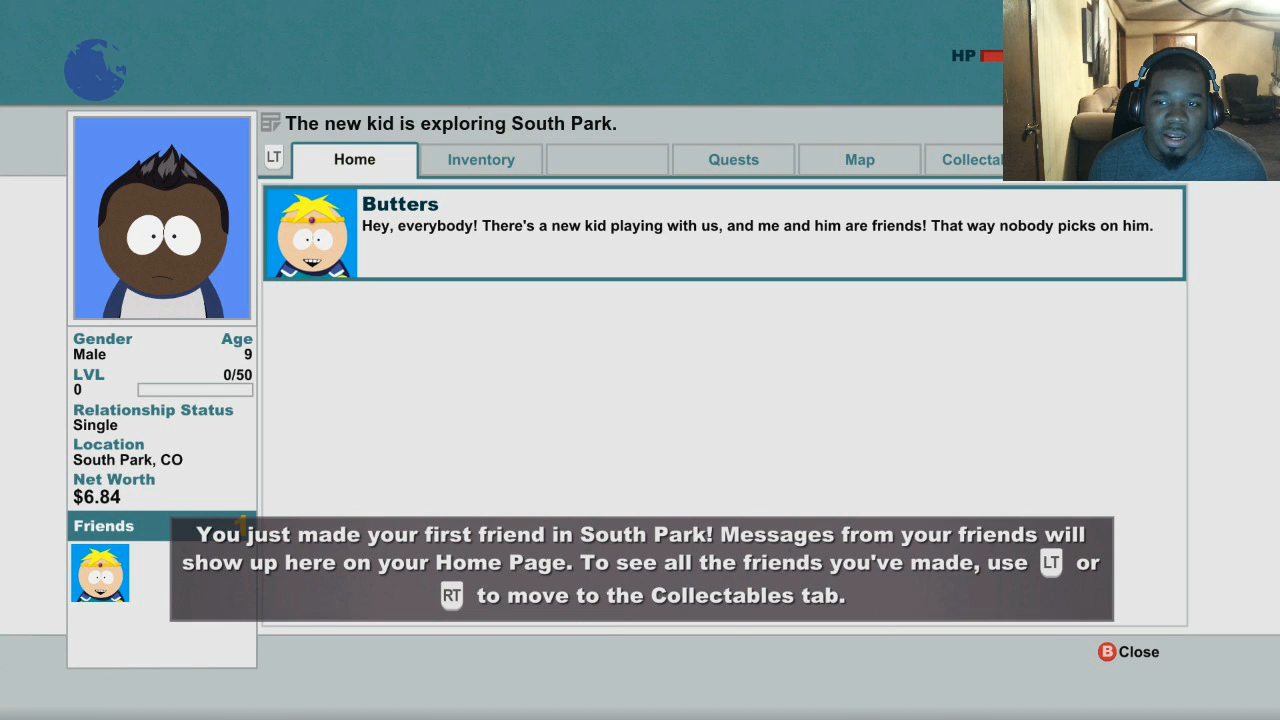 HP
The new kid is exploring South Park.
LT
Home
Inventory
Quests
Map
Collecta
Butters
Hey, everybody! There's a new kid playing with us, and me and him are friends! That way nobody picks on him.
Gender Age
Male 9
LVL 0/50
0
Relationship Status
Single
Location
South Park, CO
Net Worth
$6.84
Friends 1
You just made your first friend in South Park! Messages from your friends will
show up here on your Home Page. To see all the friends you've made, use LT or
RT to move to the Collectables tab.
B Close